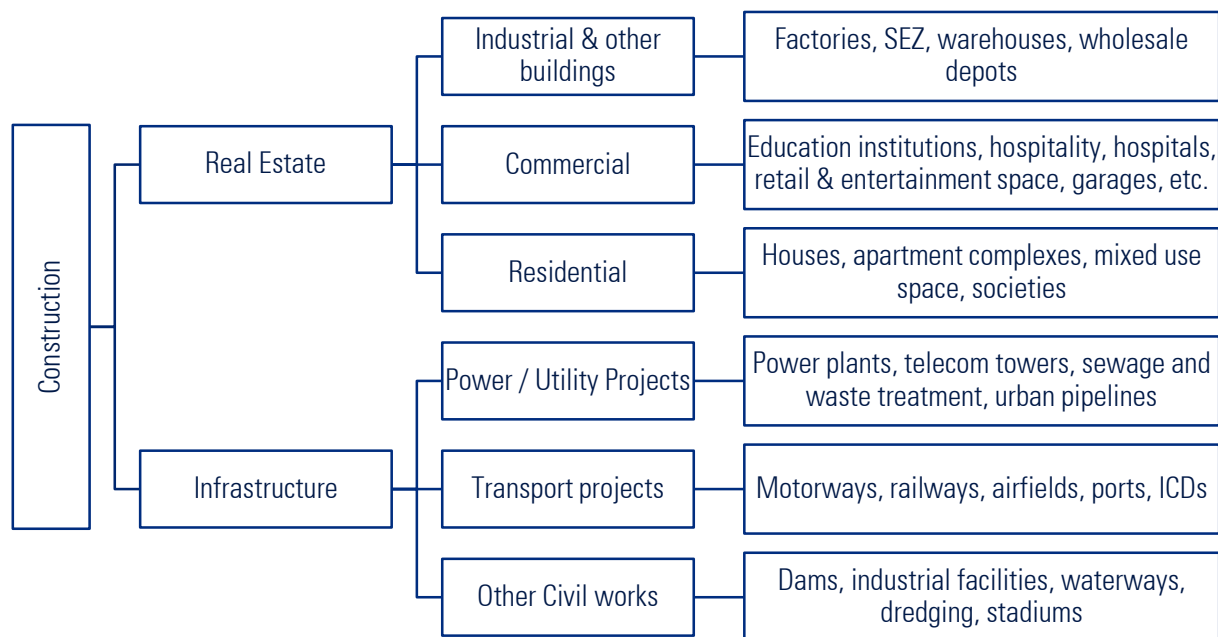 Construction
Real Estate
Industrial & other
buildings
Factories, SEZ, warehouses, wholesale
depots
Commercial
Education institutions, hospitality, hospitals,
retail & entertainment space, garages, etc.
Residential
Houses, apartment complexes, mixed use
space, societies
Infrastructure
Power / Utility Projects
Power plants, telecom towers, sewage and
waste treatment, urban pipelines
Transport projects
Motorways, railways, airfields, ports, ICDs
Other Civil works
Dams, industrial facilities, waterways,
dredging, stadiums